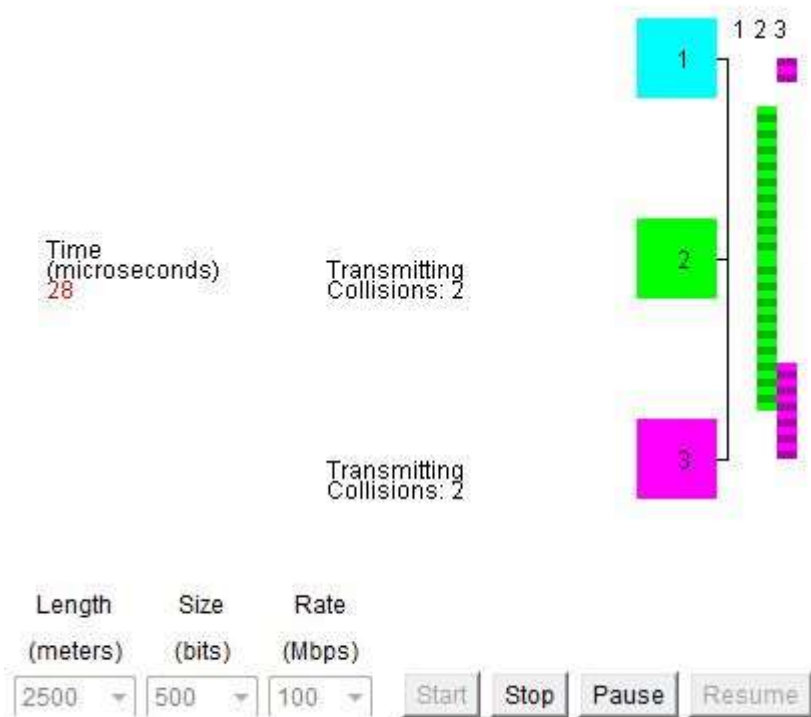 1 2 3
1
Time
(microseconds)
28
2
Transmitting
Collisions: 2
3
Transmitting
Collisions: 2
Length
(meters)
2500
Size
(bits)
500
Rate
(Mbps)
100
Start
Stop
Pause
Resume